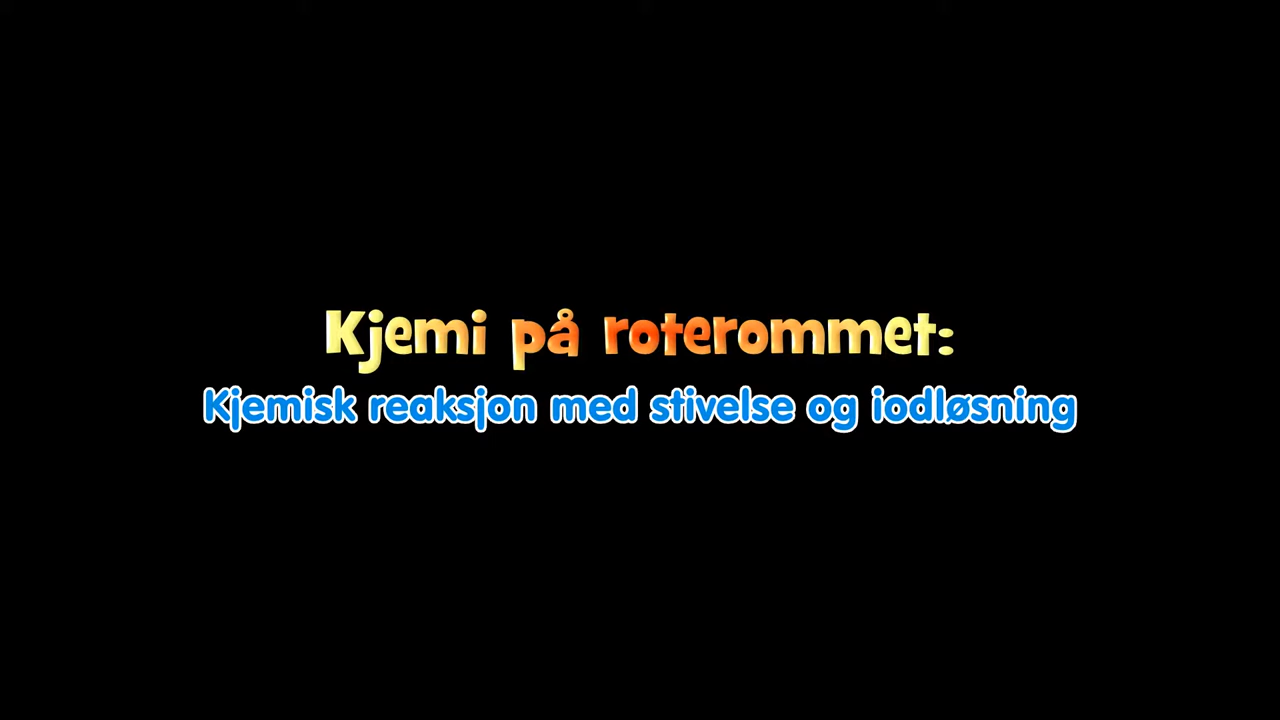 Kjemi på roterommet:
Kjemisk reaksjon med stivelse og iodløsning